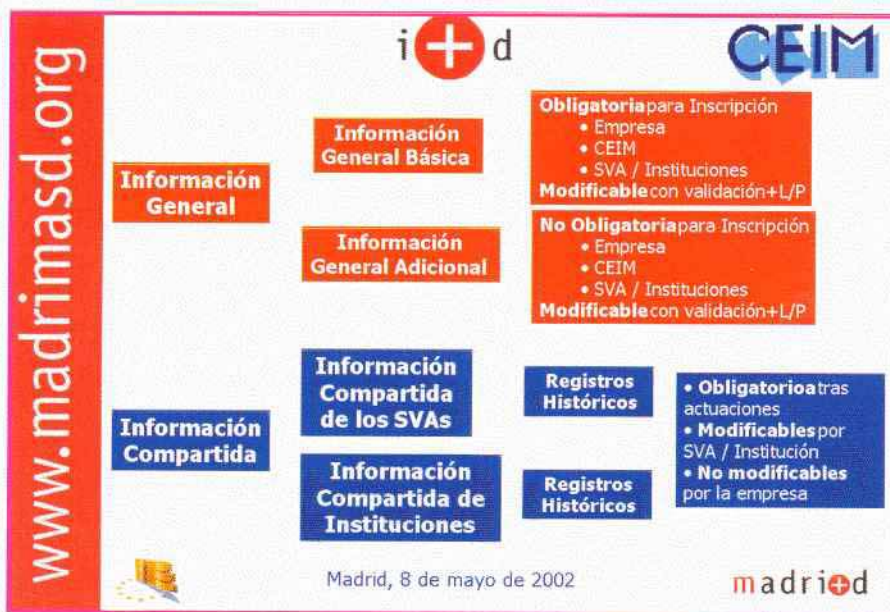 www.madrimasd.org
i+d
CEIM
Información
General
Información
General Básica
Obligatoria para Inscripción
• Empresa
• CEIM
• SVA / Instituciones
Modificable con validación+L/P
Información
General Adicional
No Obligatoria para Inscripción
• Empresa
• CEIM
• SVA / Instituciones
Modificable con validación+L/P
Información
Compartida
Información
Compartida
de los SVAs
Registros
Históricos
Información
Compartida de
Instituciones
Registros
Históricos
• Obligatorioa tras
actuaciones
• Modificables por
SVA / Institución
• No modificables
por la empresa
Madrid, 8 de mayo de 2002
madri+d